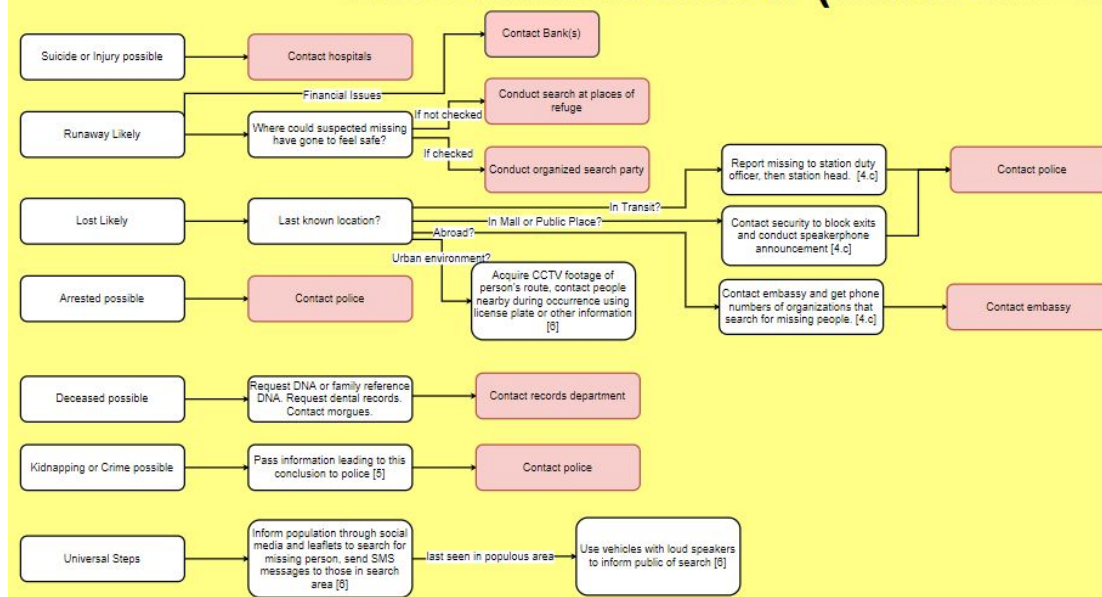 Contact Bank(s)
Suicide or Injury possible
Contact hospitals
Financial Issues
Conduct search at places of
refuge
If not checked
Runaway Likely
Where could suspected missing
have gone to feel safe?
If checked
Conduct organized search party
Report missing to station duty
officer, then station head. [4.c]
Contact police
In Transit?
Lost Likely
Last known location?
In Mall or Public Place?
Contact security to block exits
and conduct speakerphone
announcement [4.c]
Abroad?
Urban environment?
Acquire CCTV footage of
person's route, contact people
nearby during occurrence using
license plate or other information
[6]
Arrested possible
Contact police
Contact embassy and get phone
numbers of organizations that
search for missing people. [4.c]
Contact embassy
Deceased possible
Request DNA or family reference
DNA. Request dental records.
Contact morgues.
Contact records department
Kidnapping or Crime possible
Pass information leading to this
conclusion to police [5]
Contact police
Universal Steps
Inform population through social
media and leaflets to search for
missing person, send SMS
messages to those in search
area [6]
last seen in populous area
Use vehicles with loud speakers
to inform public of search [6]